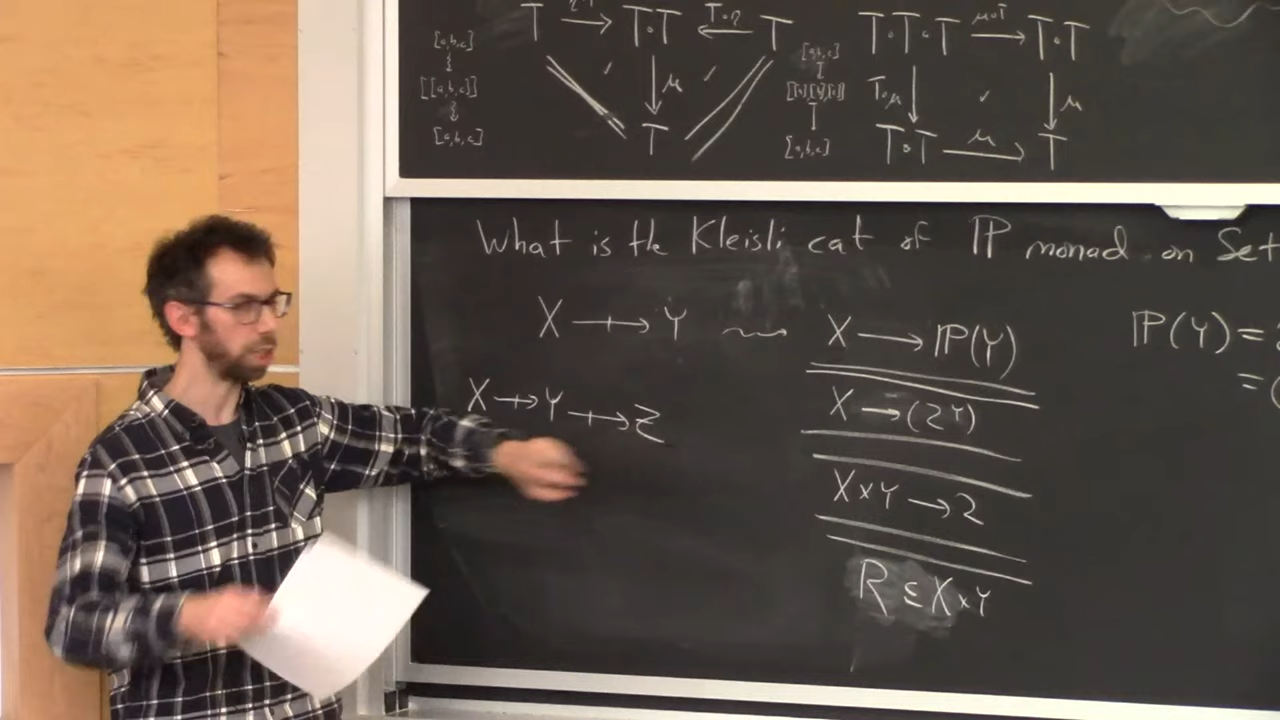 T → T∘T ← T
T∘η
[a,b,c]
[[a,b,c]]
[a,b,c]
μ
T
[a,b,c]
[[a],[b],[c]]
[a,b,c]
T∘T∘T → T∘T
μ∘T
T∘μ ✓ μ
T∘T → T
μ
What is the Kleisli cat of ℙ monad on Set
X ⇸ Y ⇝ X → ℙ(Y)
ℙ(Y) =
=
X ⇸ Y ⇸ Z
X → (2^Y)
X × Y → 2
R ⊆ X × Y